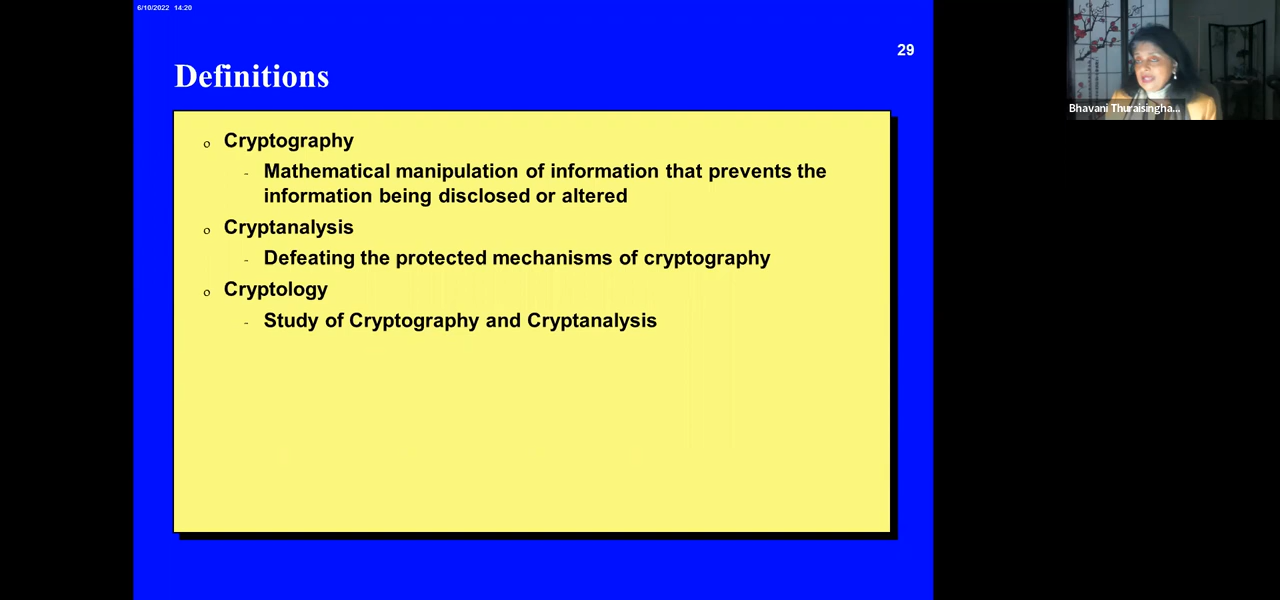 6/10/2022 14:20
29
Definitions
o Cryptography
- Mathematical manipulation of information that prevents the
information being disclosed or altered
o Cryptanalysis
- Defeating the protected mechanisms of cryptography
o Cryptology
- Study of Cryptography and Cryptanalysis
Bhavani Thuraisingha...